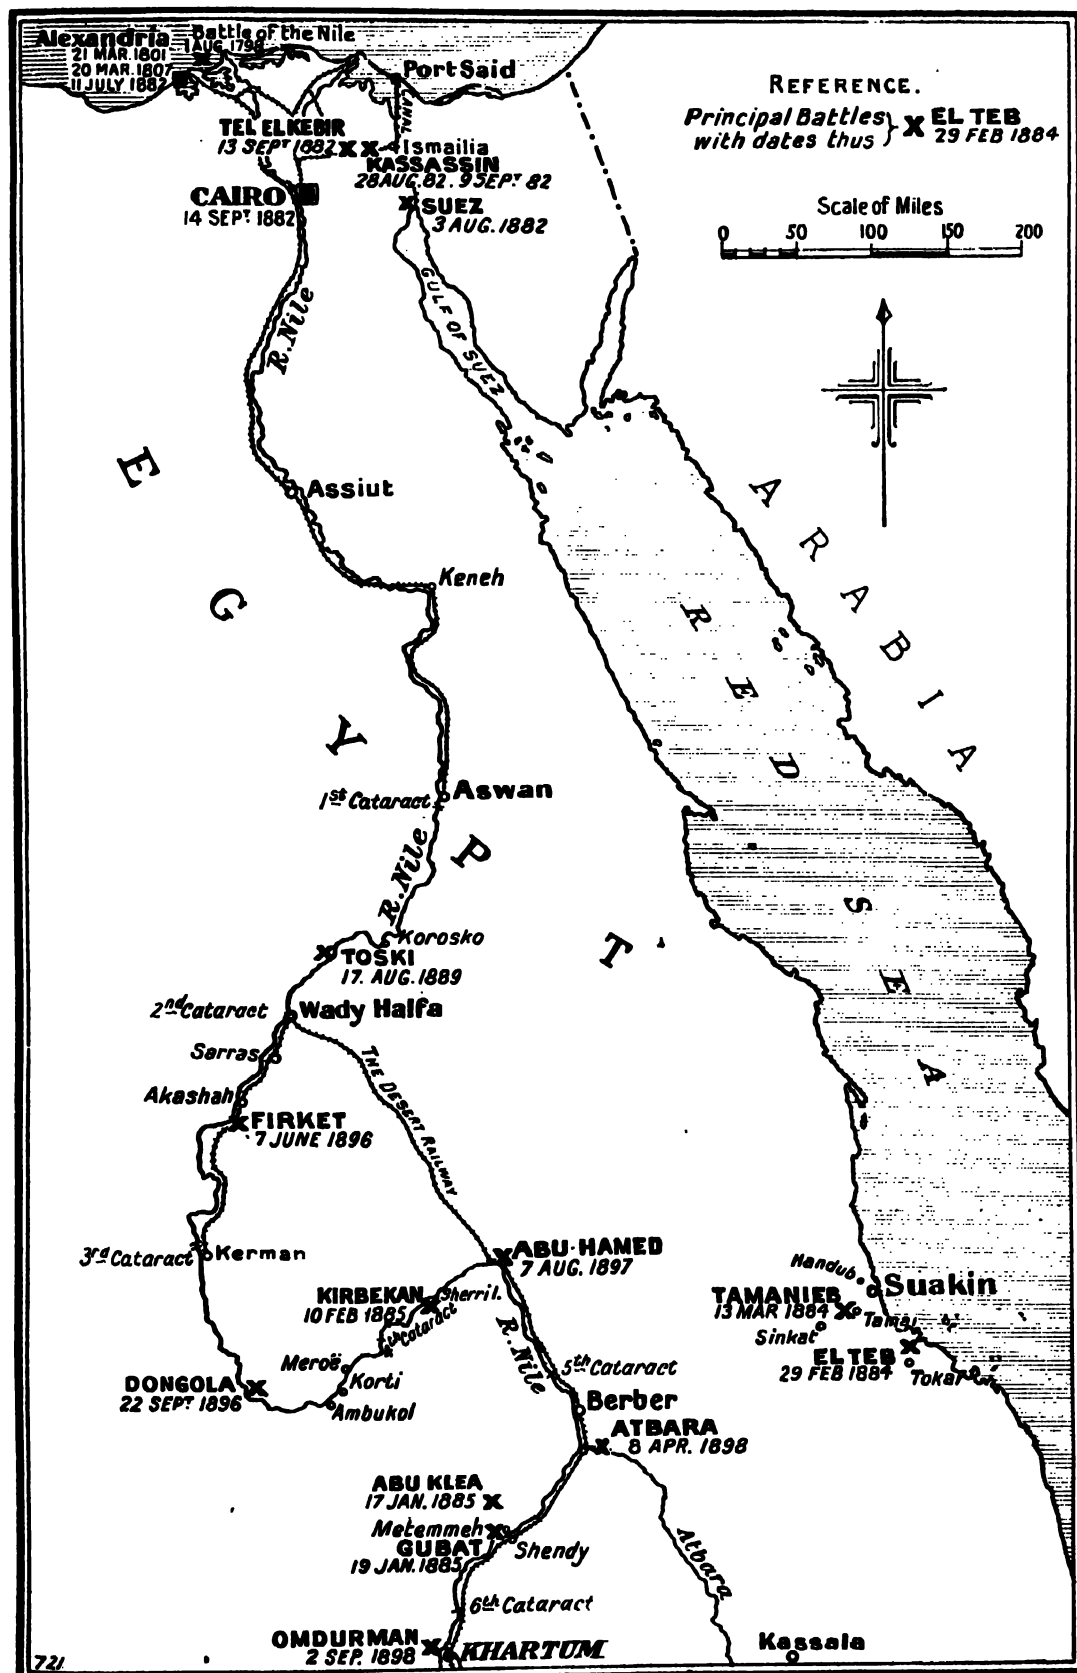 Alexandria
21 MAR. 1801
20 MAR. 1807
11 JULY 1882
Battle of the Nile
1 AUG. 1798
Port Said
CANAL
TEL EL KEBIR
13 SEPT 1882
Ismailia
KASSASSIN
28 AUG. 82. 9 SEPT 82
CAIRO
14 SEPT. 1882
SUEZ
3 AUG. 1882
REFERENCE.
Principal Battles
with dates thus
EL TEB
29 FEB 1884
Scale of Miles
0 50 100 150 200
GULF OF SUEZ
R. Nile
EGYPT
ARABIA
RED SEA
Assiut
Keneh
1st Cataract
Aswan
R. Nile
Korosko
TOSKI
17. AUG. 1889
2nd Cataract
Wady Halfa
Sarras
THE DESERT RAILWAY
Akashah
FIRKET
7 JUNE 1896
3rd Cataract
Kerman
ABU-HAMED
7 AUG. 1897
KIRBEKAN
10 FEB 1885
Sherri I.
4th Cataract
R. Nile
Meroë
Korti
Ambukol
DONGOLA
22 SEPT 1896
5th Cataract
Berber
ATBARA
8 APR. 1898
Handub
Suakin
TAMANIEB
13 MAR 1884
Tamai
Sinkat
EL TEB
29 FEB 1884
Tokar
ABU KLEA
17 JAN. 1885
Metemmeh
GUBAT
19 JAN. 1885
Shendy
Atbara
6th Cataract
OMDURMAN
2 SEP. 1898
KHARTUM
Kassala
721